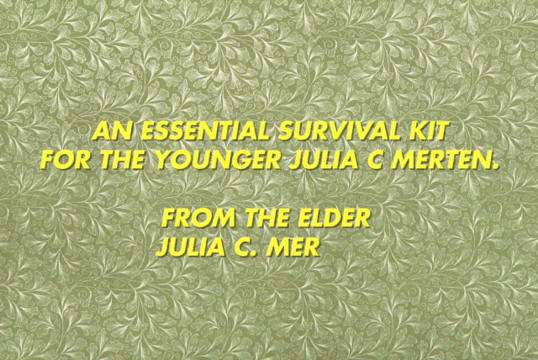 AN ESSENTIAL SURVIVAL KIT
FOR THE YOUNGER JULIA C MERTEN.
FROM THE ELDER
JULIA C. MER